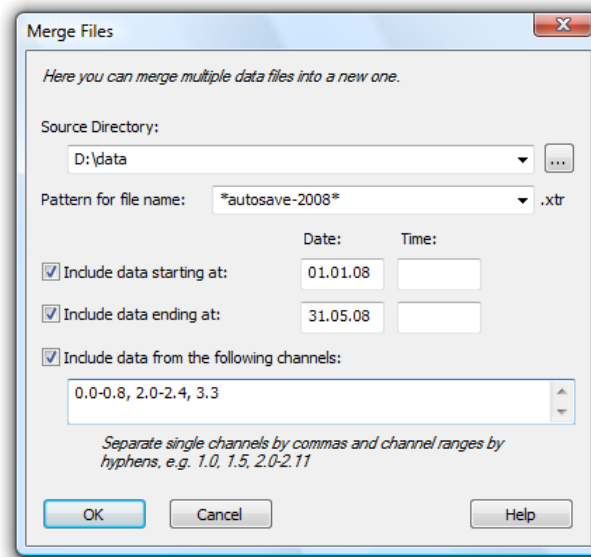 Merge Files
Here you can merge multiple data files into a new one.
Source Directory:
D:\data
...
Pattern for file name: *autosave-2008* .xtr
Date: Time:
Include data starting at: 01.01.08
Include data ending at: 31.05.08
Include data from the following channels:
0.0-0.8, 2.0-2.4, 3.3
Separate single channels by commas and channel ranges by
hyphens, e.g. 1.0, 1.5, 2.0-2.11
OK Cancel Help